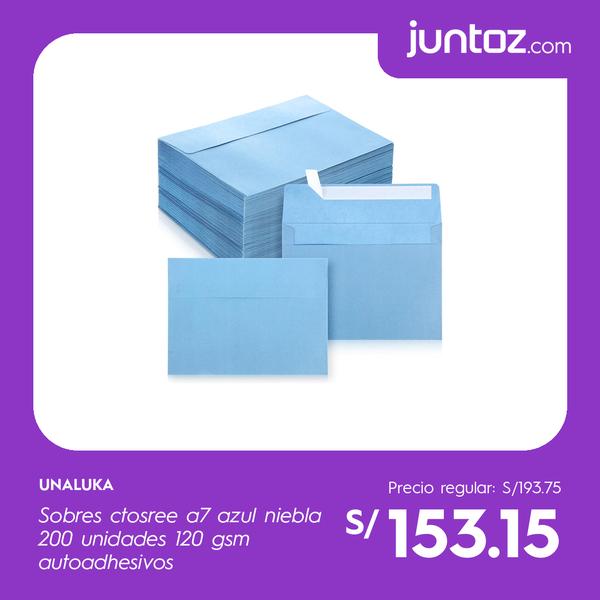 juntoz.com
UNALUKA
Sobres ctosree a7 azul niebla
200 unidades 120 gsm
autoadhesivos
Precio regular: S/193.75
S/153.15